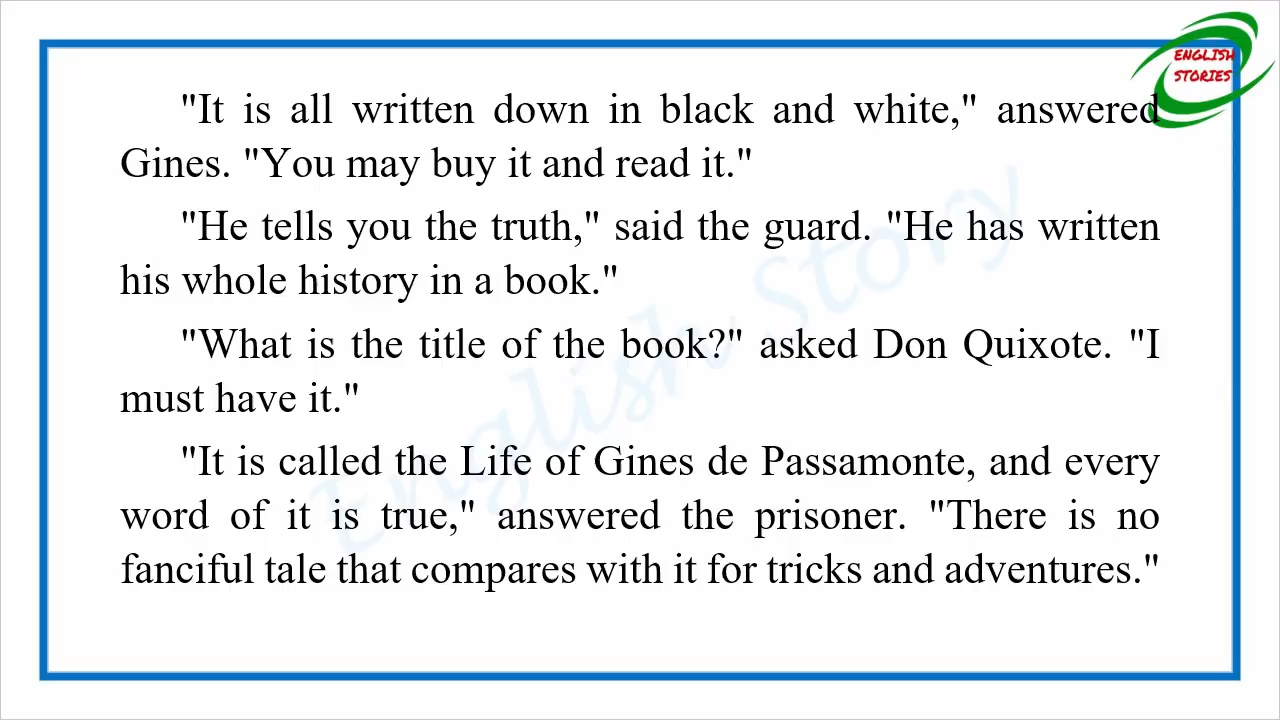 ENGLISH
STORIES
"It is all written down in black and white," answered
Gines. "You may buy it and read it."
"He tells you the truth," said the guard. "He has written
his whole history in a book."
"What is the title of the book?" asked Don Quixote. "I
must have it."
"It is called the Life of Gines de Passamonte, and every
word of it is true," answered the prisoner. "There is no
fanciful tale that compares with it for tricks and adventures."
English Story